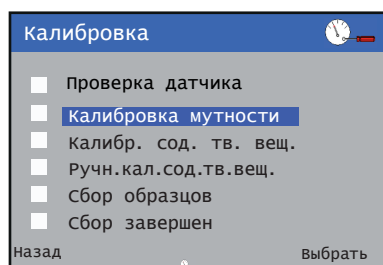 Калибровка
Проверка датчика
Калибровка мутности
Калибр. сод. тв. вещ.
Ручн.кал.сод.тв.вещ.
Сбор образцов
Сбор завершен
Назад Выбрать